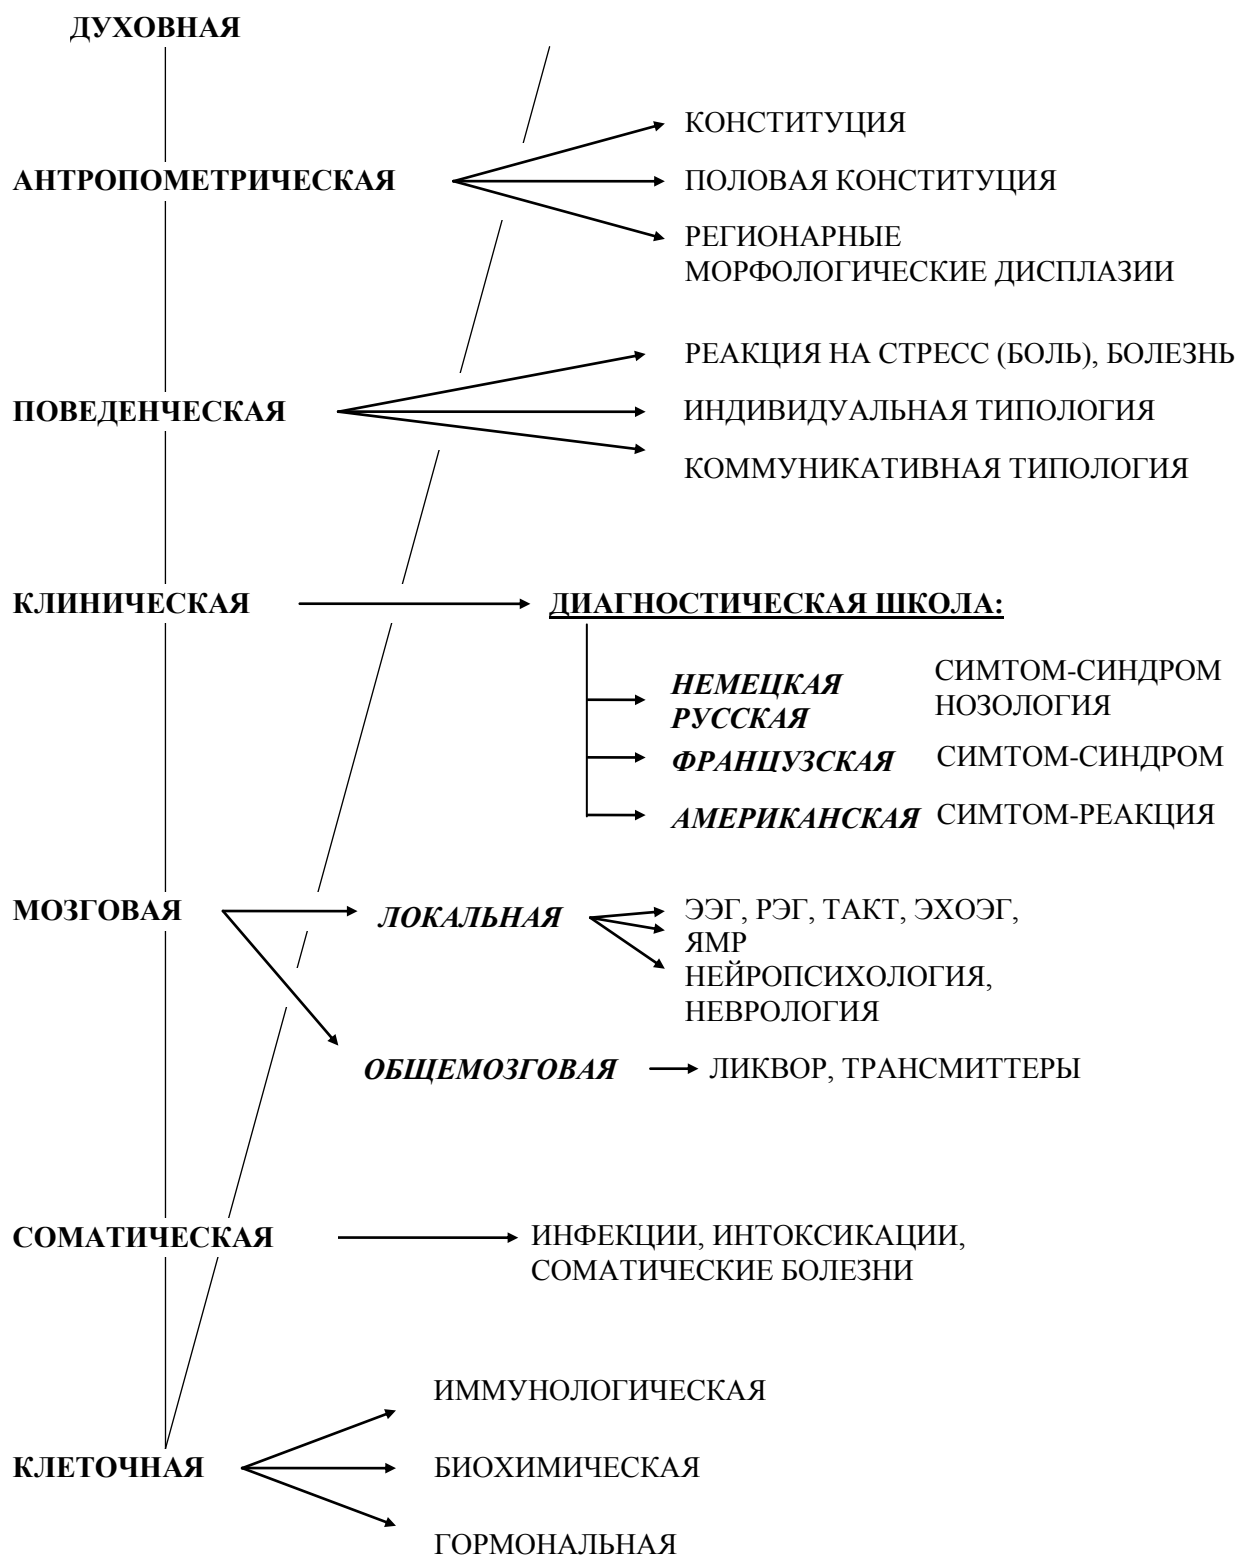 ДУХОВНАЯ
КОНСТИТУЦИЯ
АНТРОПОМЕТРИЧЕСКАЯ
ПОЛОВАЯ КОНСТИТУЦИЯ
РЕГИОНАРНЫЕ
МОРФОЛОГИЧЕСКИЕ ДИСПЛАЗИИ
РЕАКЦИЯ НА СТРЕСС (БОЛЬ), БОЛЕЗНЬ
ПОВЕДЕНЧЕСКАЯ
ИНДИВИДУАЛЬНАЯ ТИПОЛОГИЯ
КОММУНИКАТИВНАЯ ТИПОЛОГИЯ
КЛИНИЧЕСКАЯ
ДИАГНОСТИЧЕСКАЯ ШКОЛА:
НЕМЕЦКАЯ
РУССКАЯ
СИМТОМ-СИНДРОМ
НОЗОЛОГИЯ
ФРАНЦУЗСКАЯ
СИМТОМ-СИНДРОМ
АМЕРИКАНСКАЯ
СИМТОМ-РЕАКЦИЯ
МОЗГОВАЯ
ЛОКАЛЬНАЯ
ЭЭГ, РЭГ, ТАКТ, ЭХОЭГ,
ЯМР
НЕЙРОПСИХОЛОГИЯ,
НЕВРОЛОГИЯ
ОБЩЕМОЗГОВАЯ
ЛИКВОР, ТРАНСМИТТЕРЫ
СОМАТИЧЕСКАЯ
ИНФЕКЦИИ, ИНТОКСИКАЦИИ,
СОМАТИЧЕСКИЕ БОЛЕЗНИ
ИММУНОЛОГИЧЕСКАЯ
КЛЕТОЧНАЯ
БИОХИМИЧЕСКАЯ
ГОРМОНАЛЬНАЯ